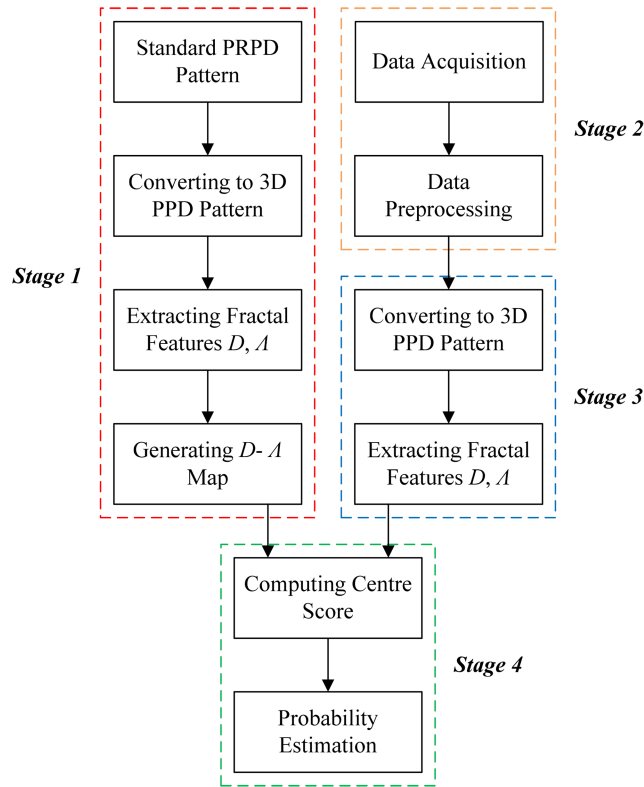 Standard PRPD
Pattern
Converting to 3D
PPD Pattern
Extracting Fractal
Features D, Λ
Generating D- Λ
Map
Stage 1
Data Acquisition
Data
Preprocessing
Stage 2
Converting to 3D
PPD Pattern
Extracting Fractal
Features D, Λ
Stage 3
Computing Centre
Score
Probability
Estimation
Stage 4